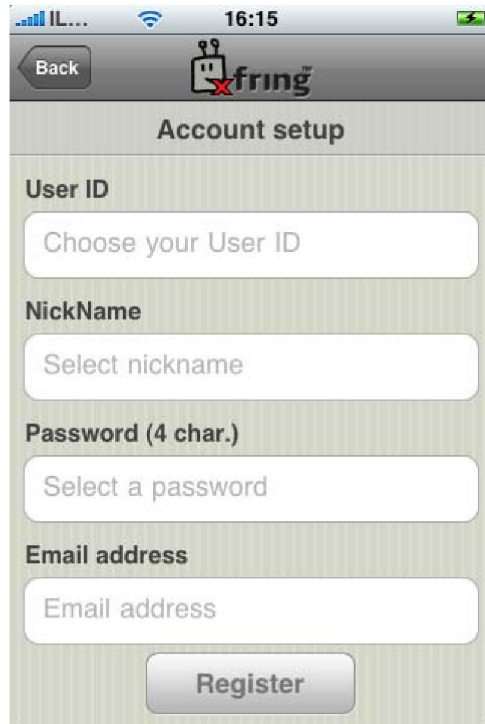 IL... 16:15
Back fring™
Account setup
User ID
Choose your User ID
NickName
Select nickname
Password (4 char.)
Select a password
Email address
Email address
Register